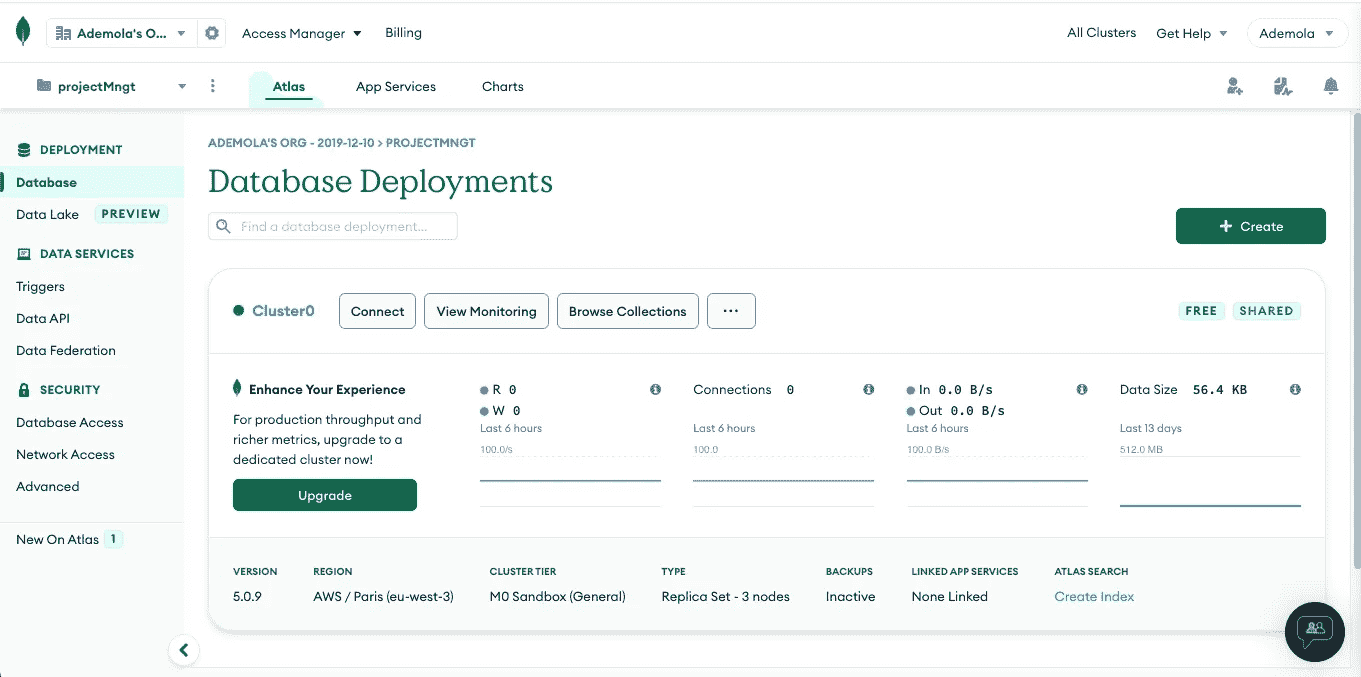 Ademola's O...
Access Manager
Billing
All Clusters
Get Help
Ademola
projectMngt
Atlas
App Services
Charts
DEPLOYMENT
Database
Data Lake PREVIEW
DATA SERVICES
Triggers
Data API
Data Federation
SECURITY
Database Access
Network Access
Advanced
New On Atlas 1
ADEMOLA'S ORG - 2019-12-10 > PROJECTMNGT
Database Deployments
Find a database deployment...
+ Create
Cluster0
Connect
View Monitoring
Browse Collections
...
FREE
SHARED
Enhance Your Experience
For production throughput and
richer metrics, upgrade to a
dedicated cluster now!
Upgrade
R 0
W 0
Last 6 hours
100.0/s
Connections 0
Last 6 hours
100.0
In 0.0 B/s
Out 0.0 B/s
Last 6 hours
100.0 B/s
Data Size 56.4 KB
Last 13 days
512.0 MB
VERSION
5.0.9
REGION
AWS / Paris (eu-west-3)
CLUSTER TIER
M0 Sandbox (General)
TYPE
Replica Set - 3 nodes
BACKUPS
Inactive
LINKED APP SERVICES
None Linked
ATLAS SEARCH
Create Index